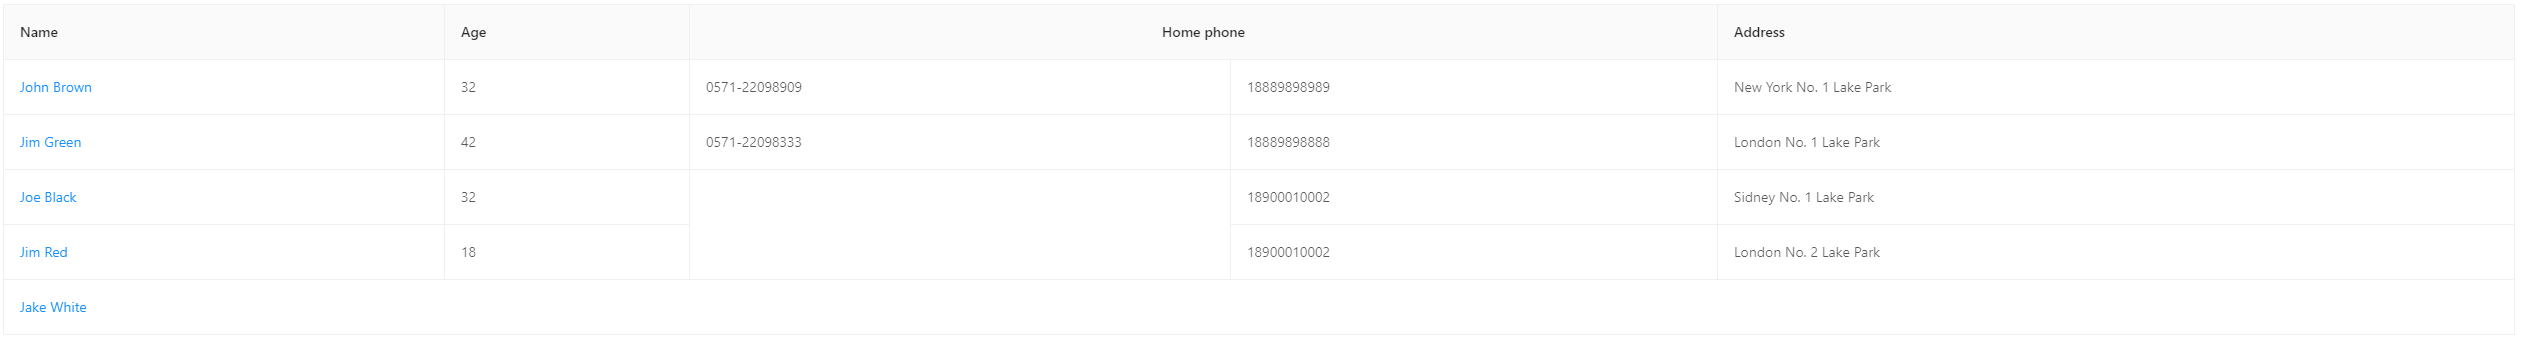 Name Age Home phone Address
John Brown 32 0571-22098909 18889898989 New York No. 1 Lake Park
Jim Green 42 0571-22098333 18889898888 London No. 1 Lake Park
Joe Black 32 18900010002 Sidney No. 1 Lake Park
Jim Red 18 18900010002 London No. 2 Lake Park
Jake White